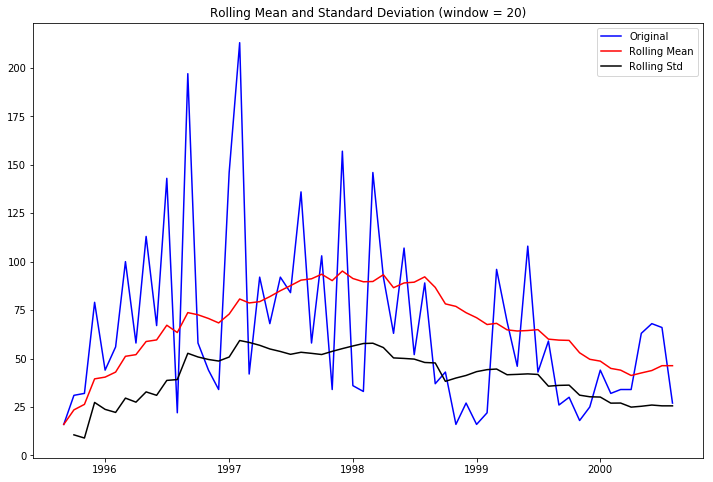 Rolling Mean and Standard Deviation (window = 20)
Original
Rolling Mean
Rolling Std
200
175
150
125
100
75
50
25
0
1996 1997 1998 1999 2000